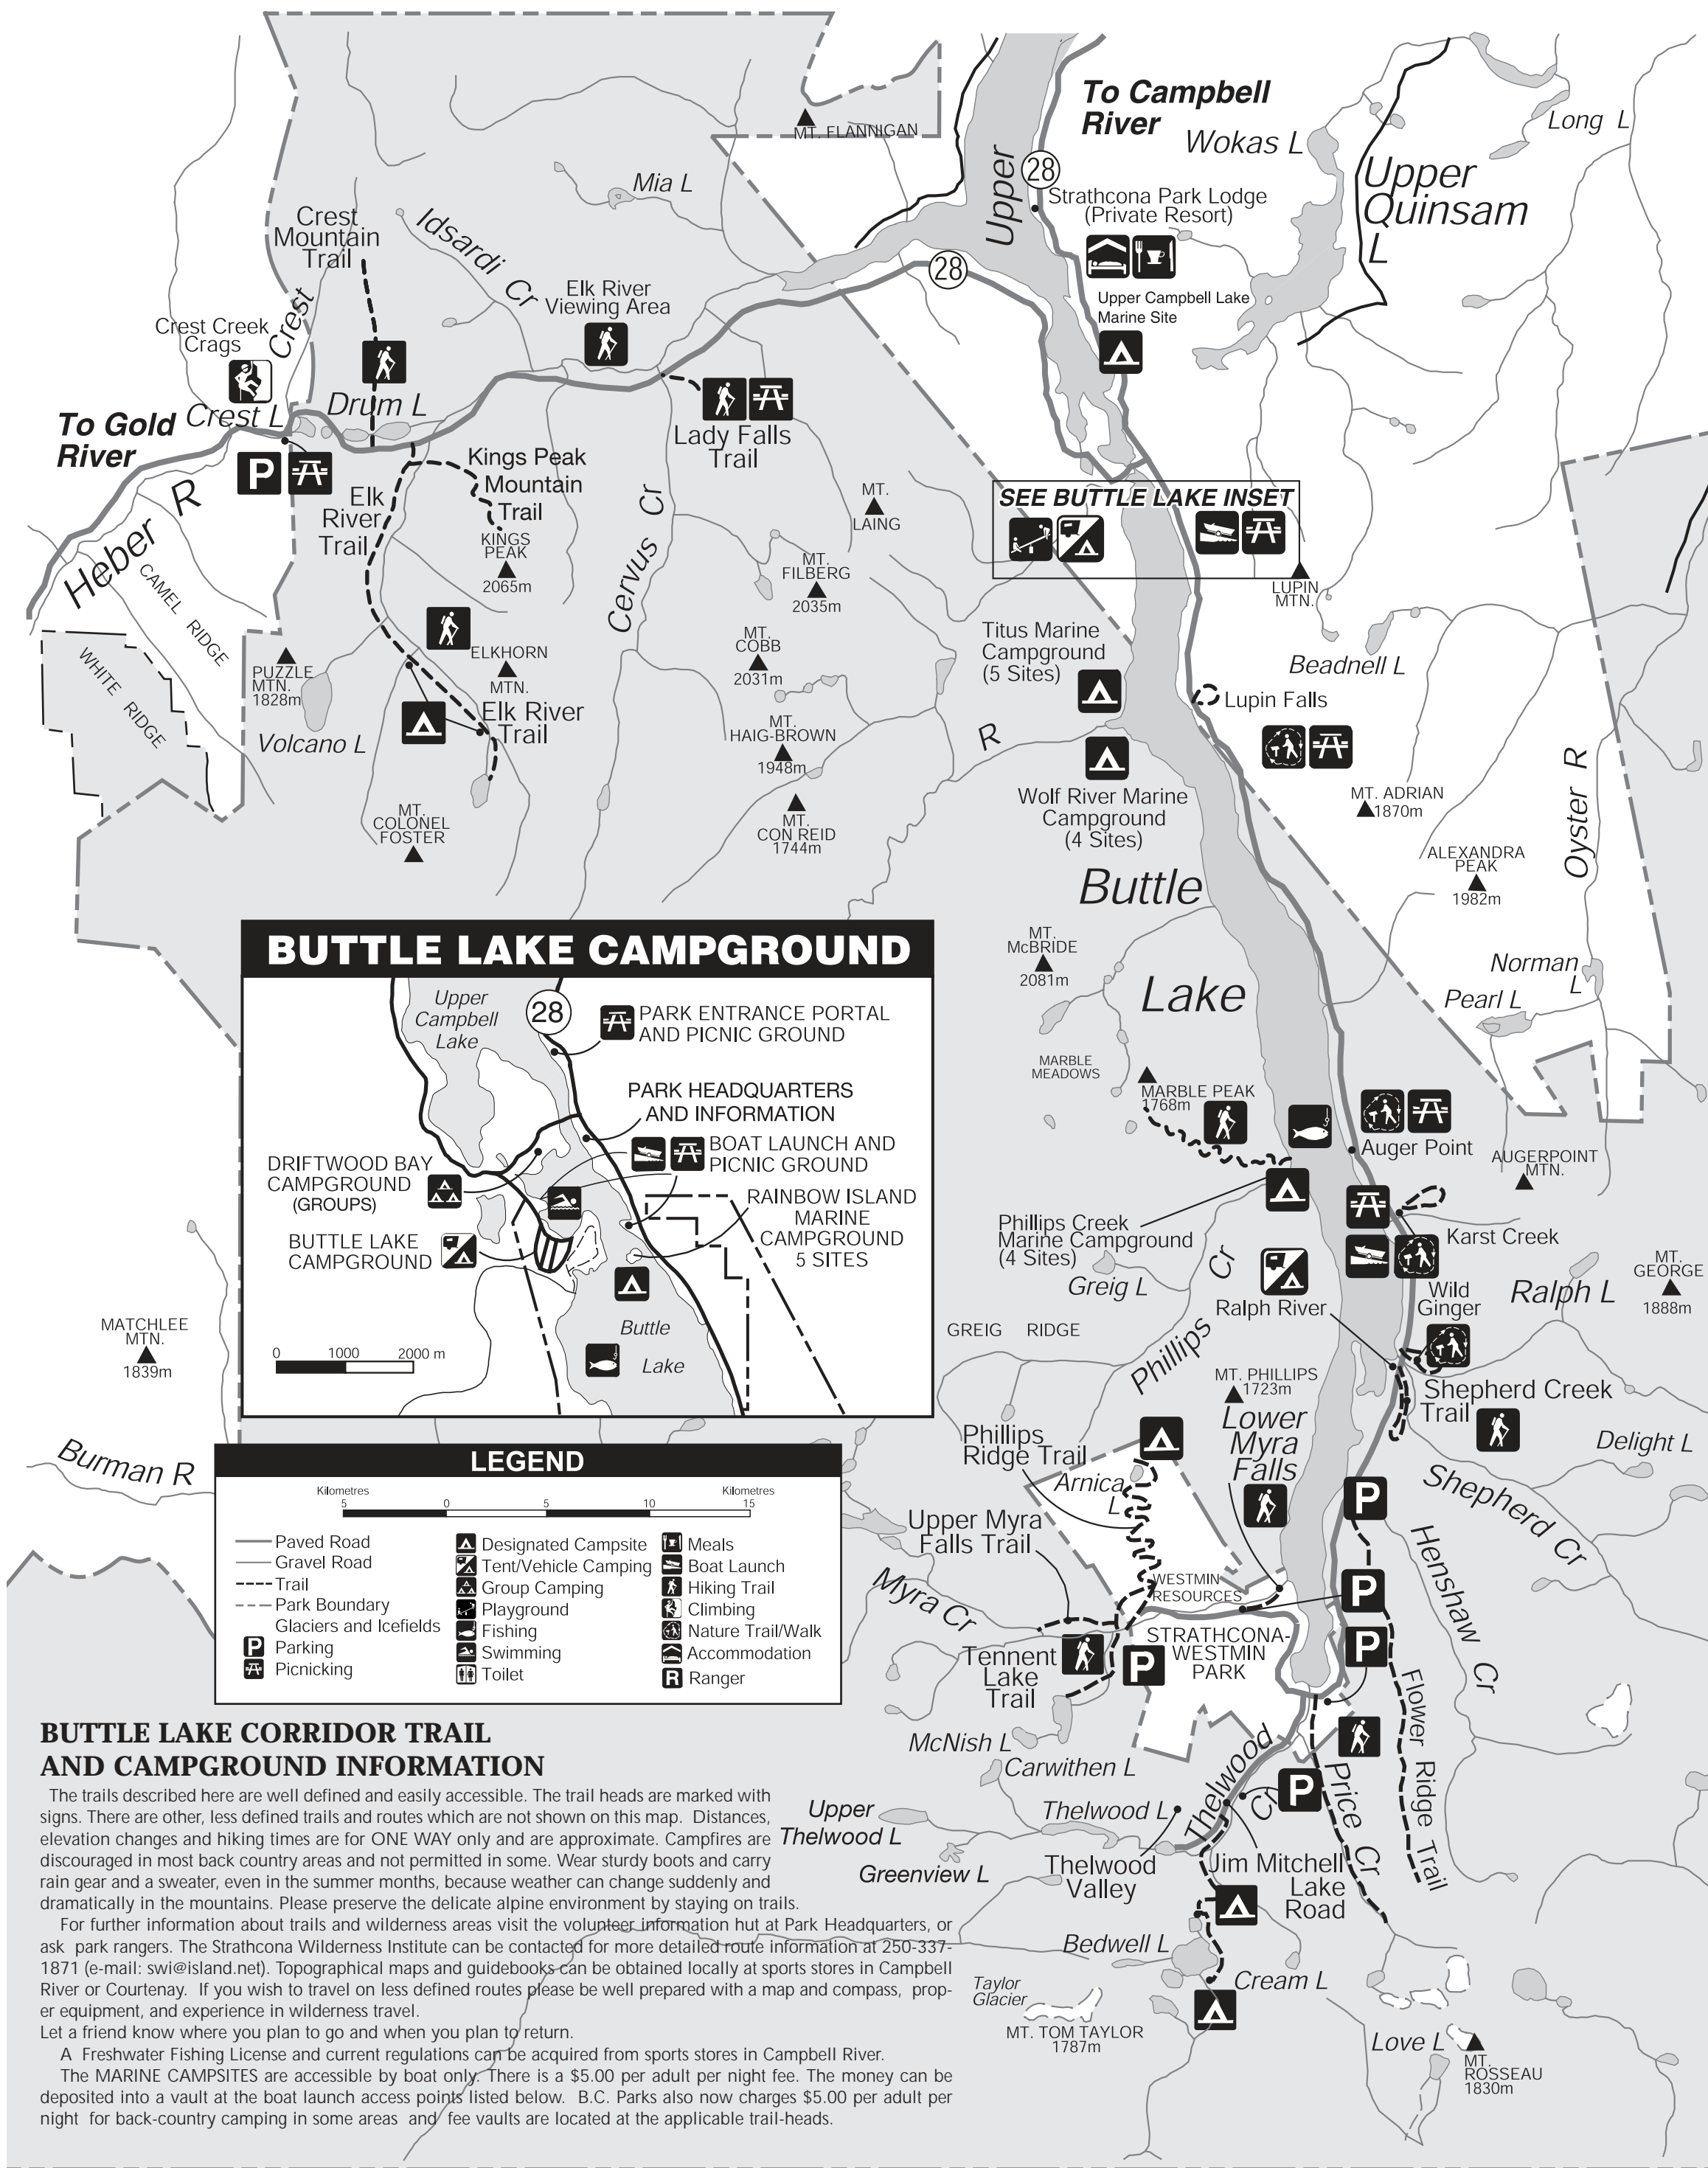 MT. FLANNIGAN
To Campbell
River
Wokas L
Long L
Upper
Quinsam
L
Mia L
Upper
28
Strathcona Park Lodge
(Private Resort)
28
Upper Campbell Lake
Marine Site
Crest
Mountain
Trail
Idsardi Cr
Elk River
Viewing Area
Crest Creek
Crags
Crest
To Gold
River
Crest L
Drum L
P
Lady Falls
Trail
Kings Peak
Mountain
Trail
KINGS
PEAK
2065m
Elk
River
Trail
Heber R
CAMEL RIDGE
WHITE RIDGE
Cervus Cr
MT.
LAING
MT.
FILBERG
2035m
MT.
COBB
2031m
SEE BUTTLE LAKE INSET
LUPIN
MTN.
PUZZLE
MTN.
1828m
ELKHORN
MTN.
Elk River
Trail
Volcano L
MT.
HAIG-BROWN
1948m
MT.
CON REID
1744m
MT.
COLONEL
FOSTER
Titus Marine
Campground
(5 Sites)
R
Beadnell L
Lupin Falls
Wolf River Marine
Campground
(4 Sites)
MT. ADRIAN
1870m
Oyster R
ALEXANDRA
PEAK
1982m
Buttle
Lake
MT.
McBRIDE
2081m
Norman
L
Pearl L
MARBLE
MEADOWS
MARBLE PEAK
1768m
Auger Point
AUGERPOINT
MTN.
Phillips Creek
Marine Campground
(4 Sites)
Karst Creek
Greig L
Phillips Cr
Ralph River
Wild
Ginger
Ralph L
MT.
GEORGE
1888m
GREIG RIDGE
MT. PHILLIPS
1723m
Shepherd Creek
Trail
Lower
Myra
Falls
Delight L
Shepherd Cr
Phillips
Ridge Trail
Arnica
L
P
Henshaw Cr
Upper Myra
Falls Trail
Myra Cr
WESTMIN
RESOURCES
P
STRATHCONA-
WESTMIN
PARK
P
P
Tennent
Lake
Trail
Flower Ridge Trail
McNish L
Carwithen L
Thelwood Cr
P
Price Cr
Upper
Thelwood L
Thelwood L
Greenview L
Thelwood
Valley
Jim Mitchell
Lake
Road
Bedwell L
Cream L
Taylor
Glacier
MT. TOM TAYLOR
1787m
Love L
MT.
ROSSEAU
1830m
MATCHLEE
MTN.
1839m
Burman R
BUTTLE LAKE CAMPGROUND
Upper
Campbell
Lake
28
PARK ENTRANCE PORTAL
AND PICNIC GROUND
PARK HEADQUARTERS
AND INFORMATION
BOAT LAUNCH AND
PICNIC GROUND
DRIFTWOOD BAY
CAMPGROUND
(GROUPS)
RAINBOW ISLAND
MARINE
CAMPGROUND
5 SITES
BUTTLE LAKE
CAMPGROUND
Buttle
Lake
0 1000 2000 m
LEGEND
Kilometres Kilometres
5 0 5 10 15
Paved Road
Gravel Road
Trail
Park Boundary
Glaciers and Icefields
P Parking
Picnicking
Designated Campsite
Tent/Vehicle Camping
Group Camping
Playground
Fishing
Swimming
Toilet
Meals
Boat Launch
Hiking Trail
Climbing
Nature Trail/Walk
Accommodation
R Ranger
BUTTLE LAKE CORRIDOR TRAIL
AND CAMPGROUND INFORMATION
The trails described here are well defined and easily accessible. The trail heads are marked with
signs. There are other, less defined trails and routes which are not shown on this map. Distances,
elevation changes and hiking times are for ONE WAY only and are approximate. Campfires are
discouraged in most back country areas and not permitted in some. Wear sturdy boots and carry
rain gear and a sweater, even in the summer months, because weather can change suddenly and
dramatically in the mountains. Please preserve the delicate alpine environment by staying on trails.
For further information about trails and wilderness areas visit the volunteer information hut at Park Headquarters, or
ask park rangers. The Strathcona Wilderness Institute can be contacted for more detailed route information at 250-337-
1871 (e-mail: swi@island.net). Topographical maps and guidebooks can be obtained locally at sports stores in Campbell
River or Courtenay. If you wish to travel on less defined routes please be well prepared with a map and compass, prop-
er equipment, and experience in wilderness travel.
Let a friend know where you plan to go and when you plan to return.
A Freshwater Fishing License and current regulations can be acquired from sports stores in Campbell River.
The MARINE CAMPSITES are accessible by boat only. There is a $5.00 per adult per night fee. The money can be
deposited into a vault at the boat launch access points listed below. B.C. Parks also now charges $5.00 per adult per
night for back-country camping in some areas and fee vaults are located at the applicable trail-heads.